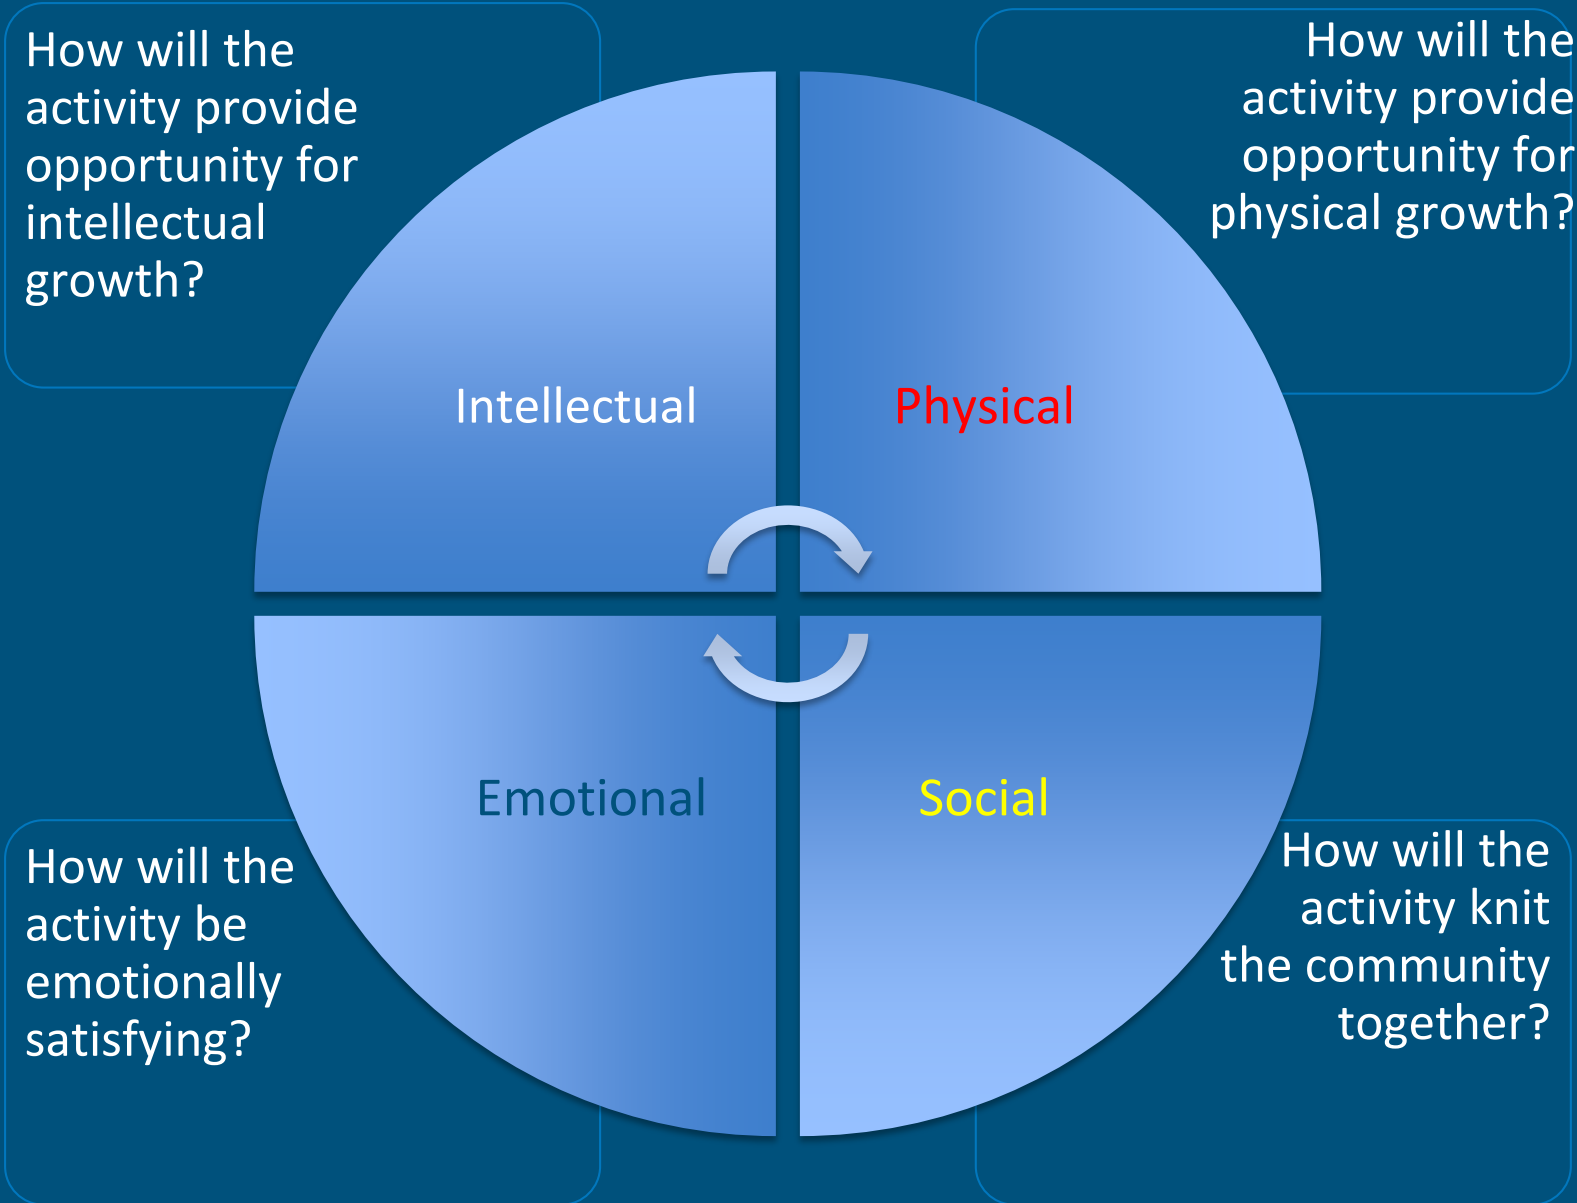 How will the
activity provide
opportunity for
intellectual
growth?
How will the
activity provide
opportunity for
physical growth?
Intellectual
Physical
Emotional
Social
How will the
activity be
emotionally
satisfying?
How will the
activity knit
the community
together?